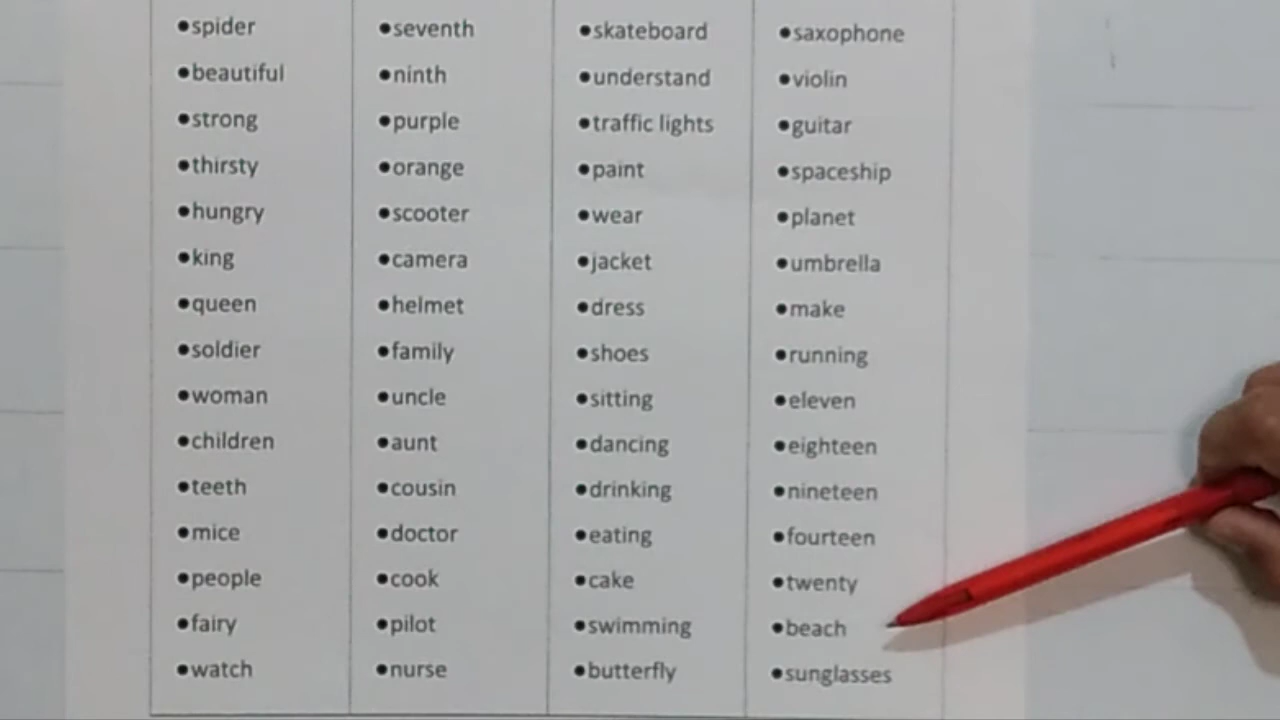 •spider •seventh •skateboard •saxophone
•beautiful •ninth •understand •violin
•strong •purple •traffic lights •guitar
•thirsty •orange •paint •spaceship
•hungry •scooter •wear •planet
•king •camera •jacket •umbrella
•queen •helmet •dress •make
•soldier •family •shoes •running
•woman •uncle •sitting •eleven
•children •aunt •dancing •eighteen
•teeth •cousin •drinking •nineteen
•mice •doctor •eating •fourteen
•people •cook •cake •twenty
•fairy •pilot •swimming •beach
•watch •nurse •butterfly •sunglasses